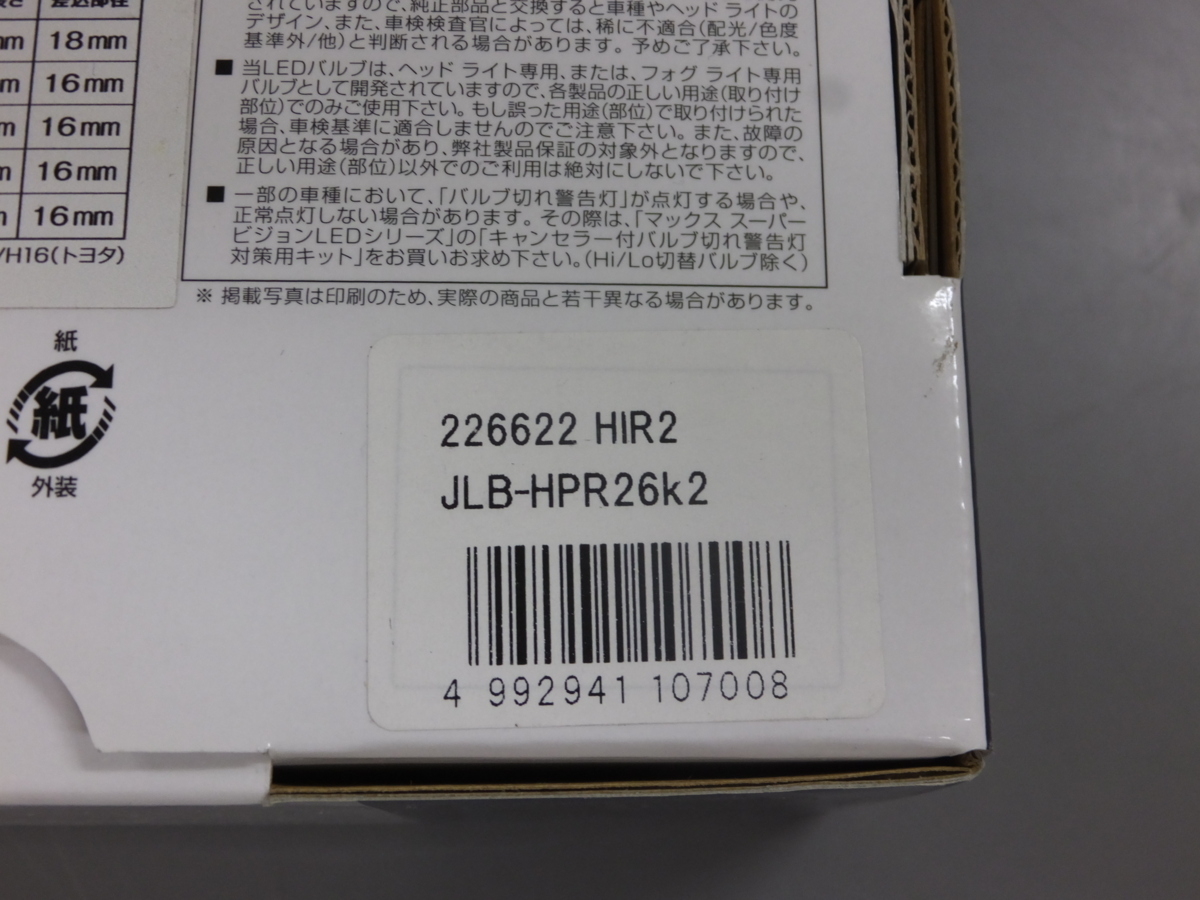 差込部径
mm 18mm
m 16mm
m 16mm
m 16mm
m 16mm
/H16(トヨタ)
されていますので、純正部品と交換すると車種やヘッド ライトの
デザイン、また、車検検査官によっては、稀に不適合(配光/色度
基準外/他)と判断される場合があります。予めご了承下さい。
■ 当LEDバルブは、ヘッド ライト専用、または、フォグ ライト専用
バルブとして開発されていますので、各製品の正しい用途(取り付け
部位)でのみご使用下さい。もし誤った用途(部位)で取り付けられた
場合、車検基準に適合しませんのでご注意下さい。また、故障の
原因となる場合があり、弊社製品保証の対象外となりますので、
正しい用途(部位)以外でのご利用は絶対にしないで下さい。
■ 一部の車種において、「バルブ切れ警告灯」が点灯する場合や、
正常点灯しない場合があります。その際は、「マックス スーパー
ビジョンLEDシリーズ」の「キャンセラー付バルブ切れ警告灯
対策用キット」をお買いお求め下さい。(Hi/Lo切替バルブ除く)
※ 掲載写真は印刷のため、実際の商品と若干異なる場合があります。
紙
紙
外装
226622 HIR2
JLB-HPR26k2
4 992941 107008